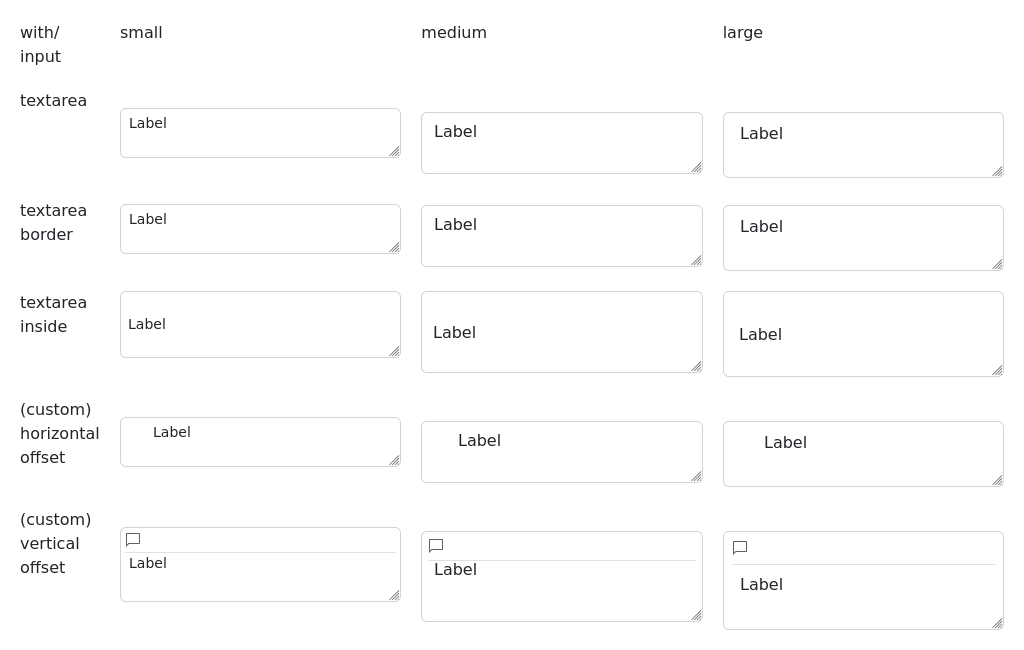 with/ small medium large
input
textarea
Label Label Label
textarea
border
Label Label Label
textarea
inside
Label Label Label
(custom)
horizontal
offset
Label Label Label
(custom)
vertical
offset
Label Label Label